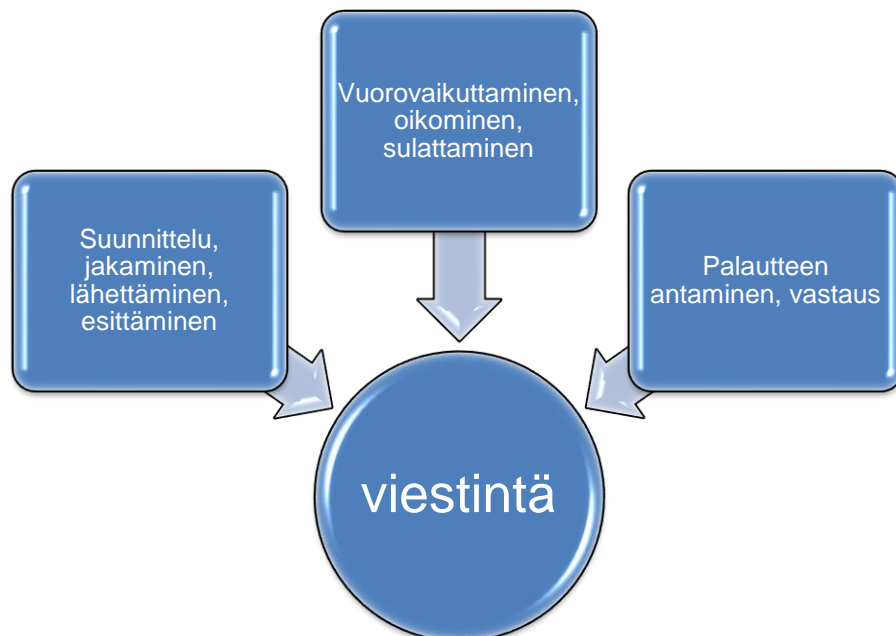 Suunnittelu,
jakaminen,
lähettäminen,
esittäminen
Vuorovaikuttaminen,
oikominen,
sulattaminen
Palautteen
antaminen, vastaus
viestintä